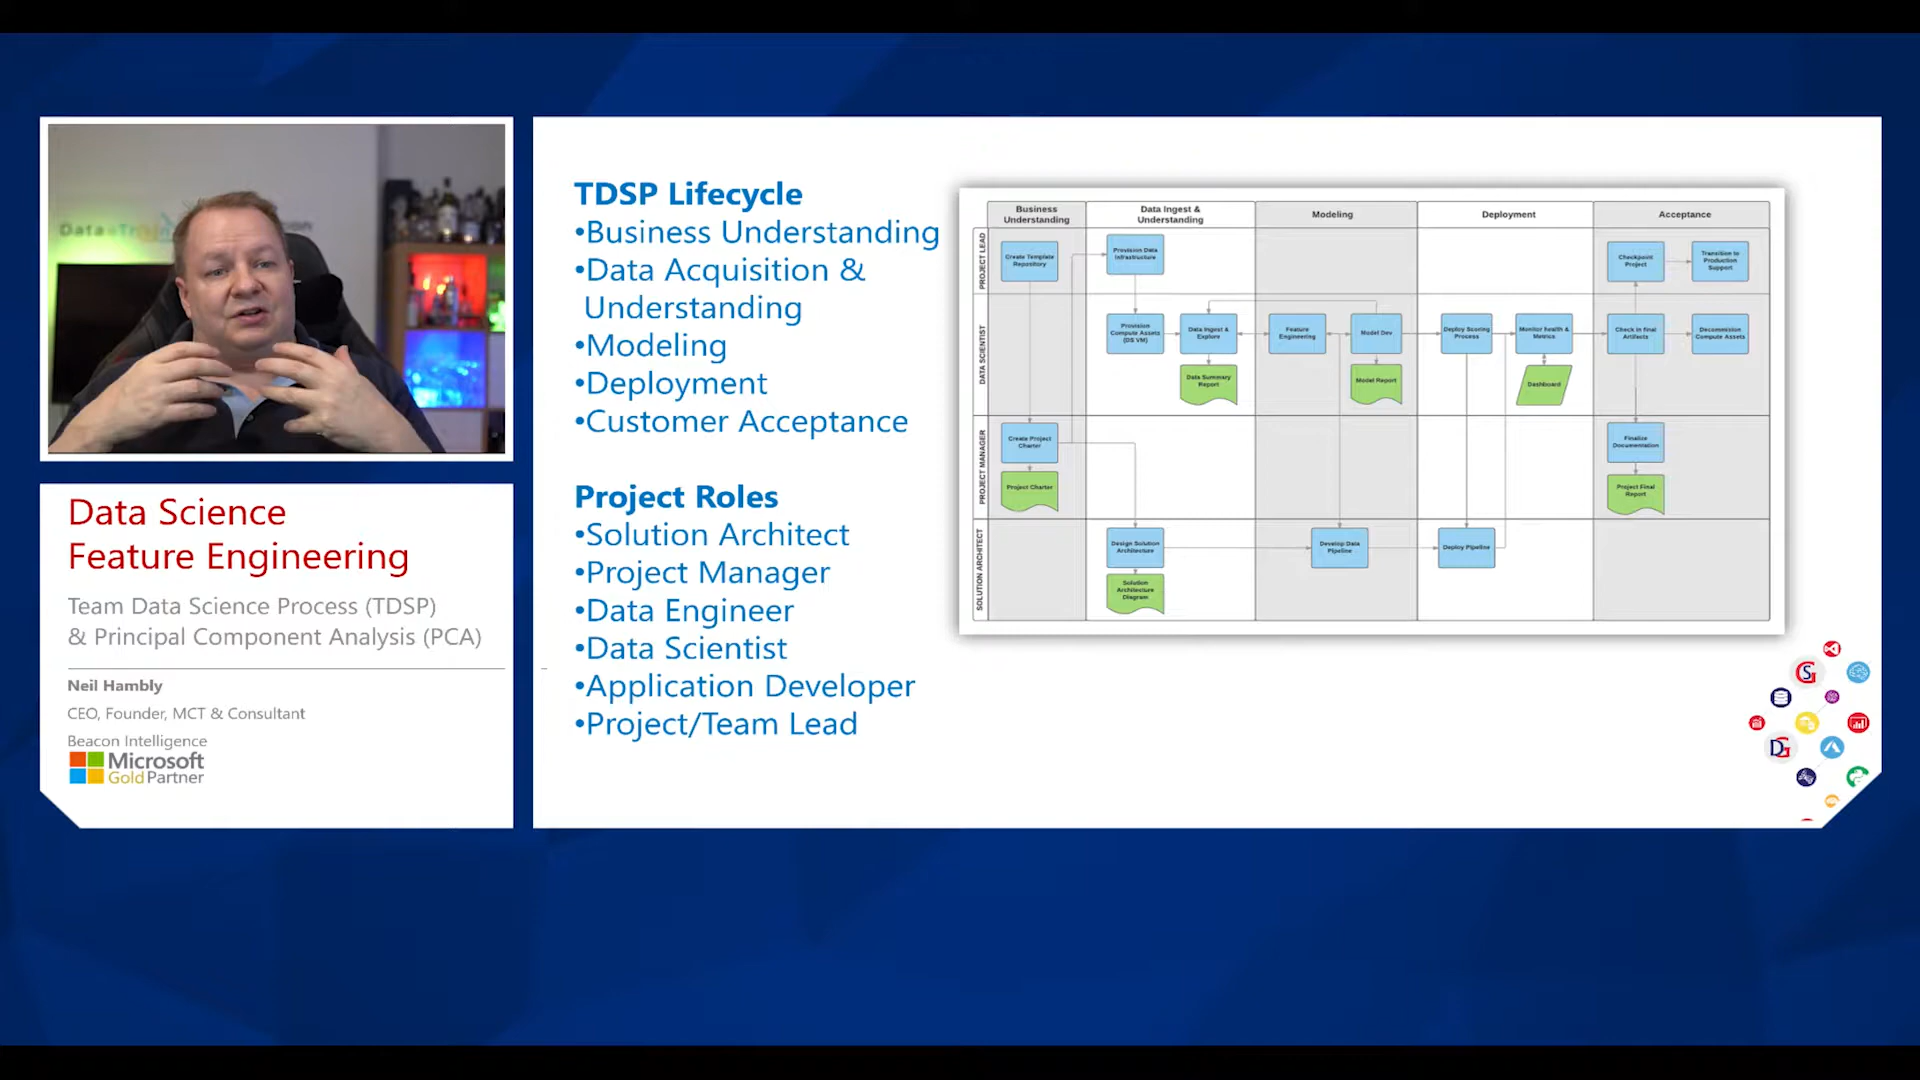 Data Science
Feature Engineering
Team Data Science Process (TDSP)
& Principal Component Analysis (PCA)
Neil Hambly
CEO, Founder, MCT & Consultant
Beacon Intelligence
Microsoft
Gold Partner
TDSP Lifecycle
•Business Understanding
•Data Acquisition &
Understanding
•Modeling
•Deployment
•Customer Acceptance
Project Roles
•Solution Architect
•Project Manager
•Data Engineer
•Data Scientist
•Application Developer
•Project/Team Lead
Business
Understanding
Data Ingest &
Understanding
Modeling
Deployment
Acceptance
PROJECT LEAD
Create Template
Repository
Provision Data
Infrastructure
Checkpoint
Project
Transition to
Production
Support
DATA SCIENTIST
Provision
Compute Assets
(DS VM)
Data Ingest &
Explore
Feature
Engineering
Model Dev
Deploy Scoring
Process
Monitor health &
Metrics
Check in final
Artifacts
Decommision
Compute Assets
Data Summary
Report
Model Report
Dashboard
PROJECT MANAGER
Create Project
Charter
Project Charter
Finalize
Documentation
Project Final
Report
SOLUTION ARCHITECT
Design Solution
Architecture
Develop Data
Pipeline
Deploy Pipeline
Solution
Architecture
Diagram